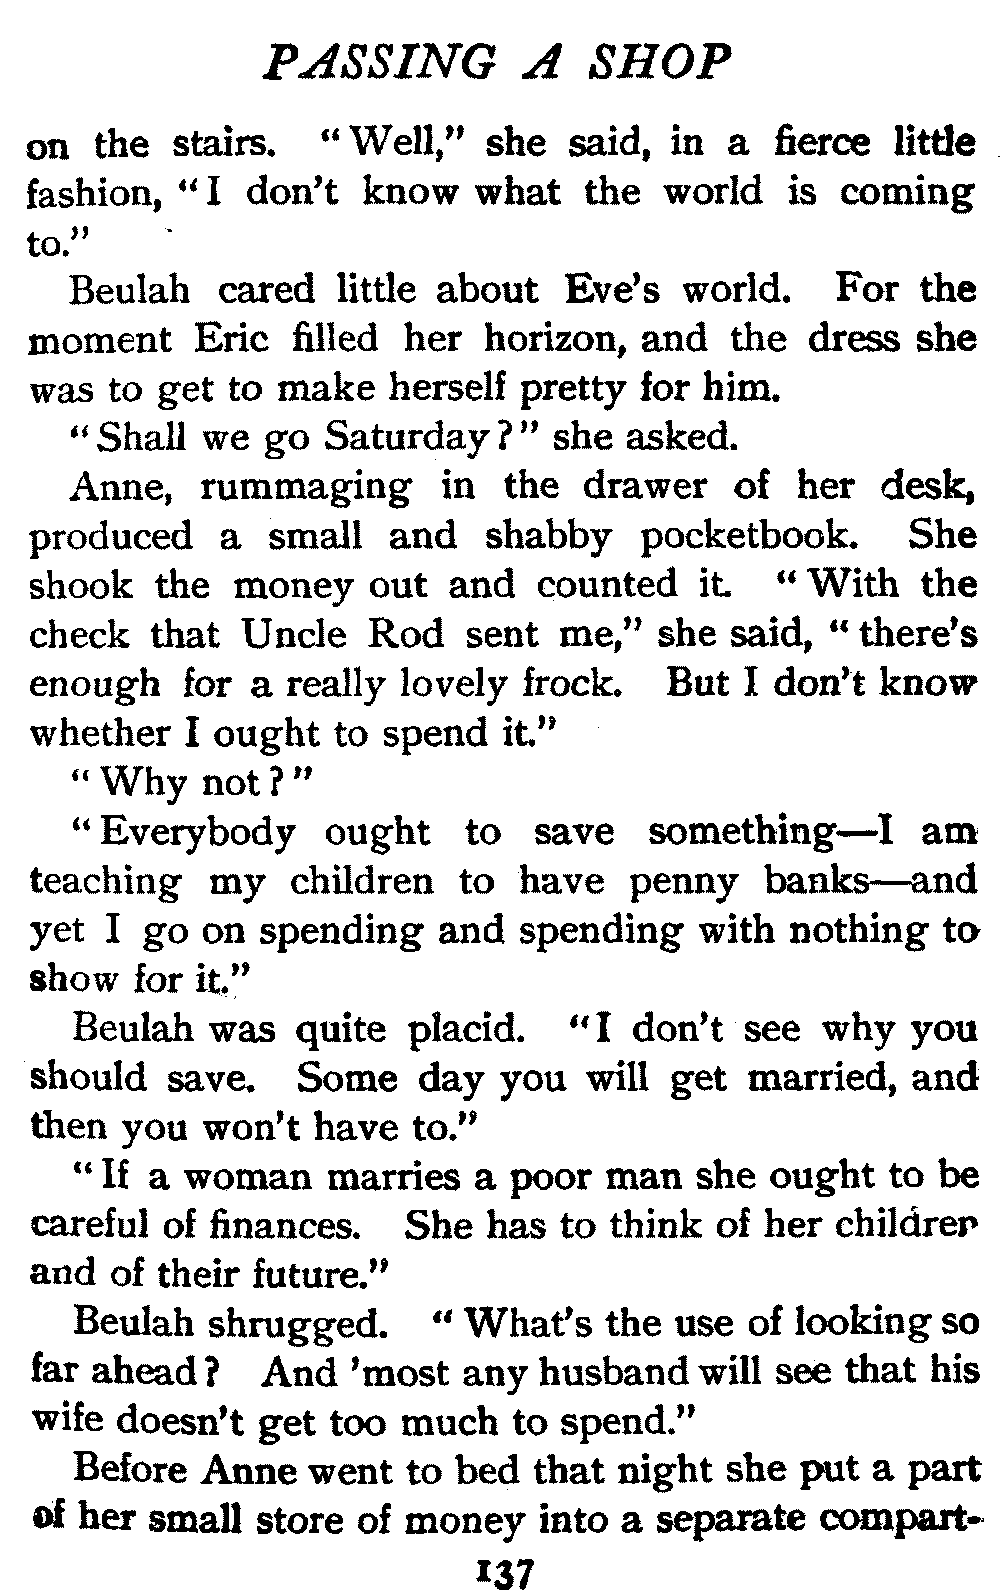 PASSING A SHOP
on the stairs. "Well," she said, in a fierce little
fashion, "I don't know what the world is coming
to."
Beulah cared little about Eve's world. For the
moment Eric filled her horizon, and the dress she
was to get to make herself pretty for him.
"Shall we go Saturday?" she asked.
Anne, rummaging in the drawer of her desk,
produced a small and shabby pocketbook. She
shook the money out and counted it. "With the
check that Uncle Rod sent me," she said, "there's
enough for a really lovely frock. But I don't know
whether I ought to spend it."
"Why not?"
"Everybody ought to save something—I am
teaching my children to have penny banks—and
yet I go on spending and spending with nothing to
show for it."
Beulah was quite placid. "I don't see why you
should save. Some day you will get married, and
then you won't have to."
"If a woman marries a poor man she ought to be
careful of finances. She has to think of her children
and of their future."
Beulah shrugged. "What's the use of looking so
far ahead? And 'most any husband will see that his
wife doesn't get too much to spend."
Before Anne went to bed that night she put a part
of her small store of money into a separate compart-
137